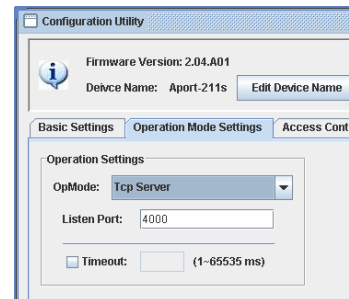 Configuration Utility
Firmware Version: 2.04.A01
Deivce Name: Aport-211s Edit Device Name
Basic Settings Operation Mode Settings Access Cont
Operation Settings
OpMode: Tcp Server
Listen Port: 4000
Timeout: (1~65535 ms)